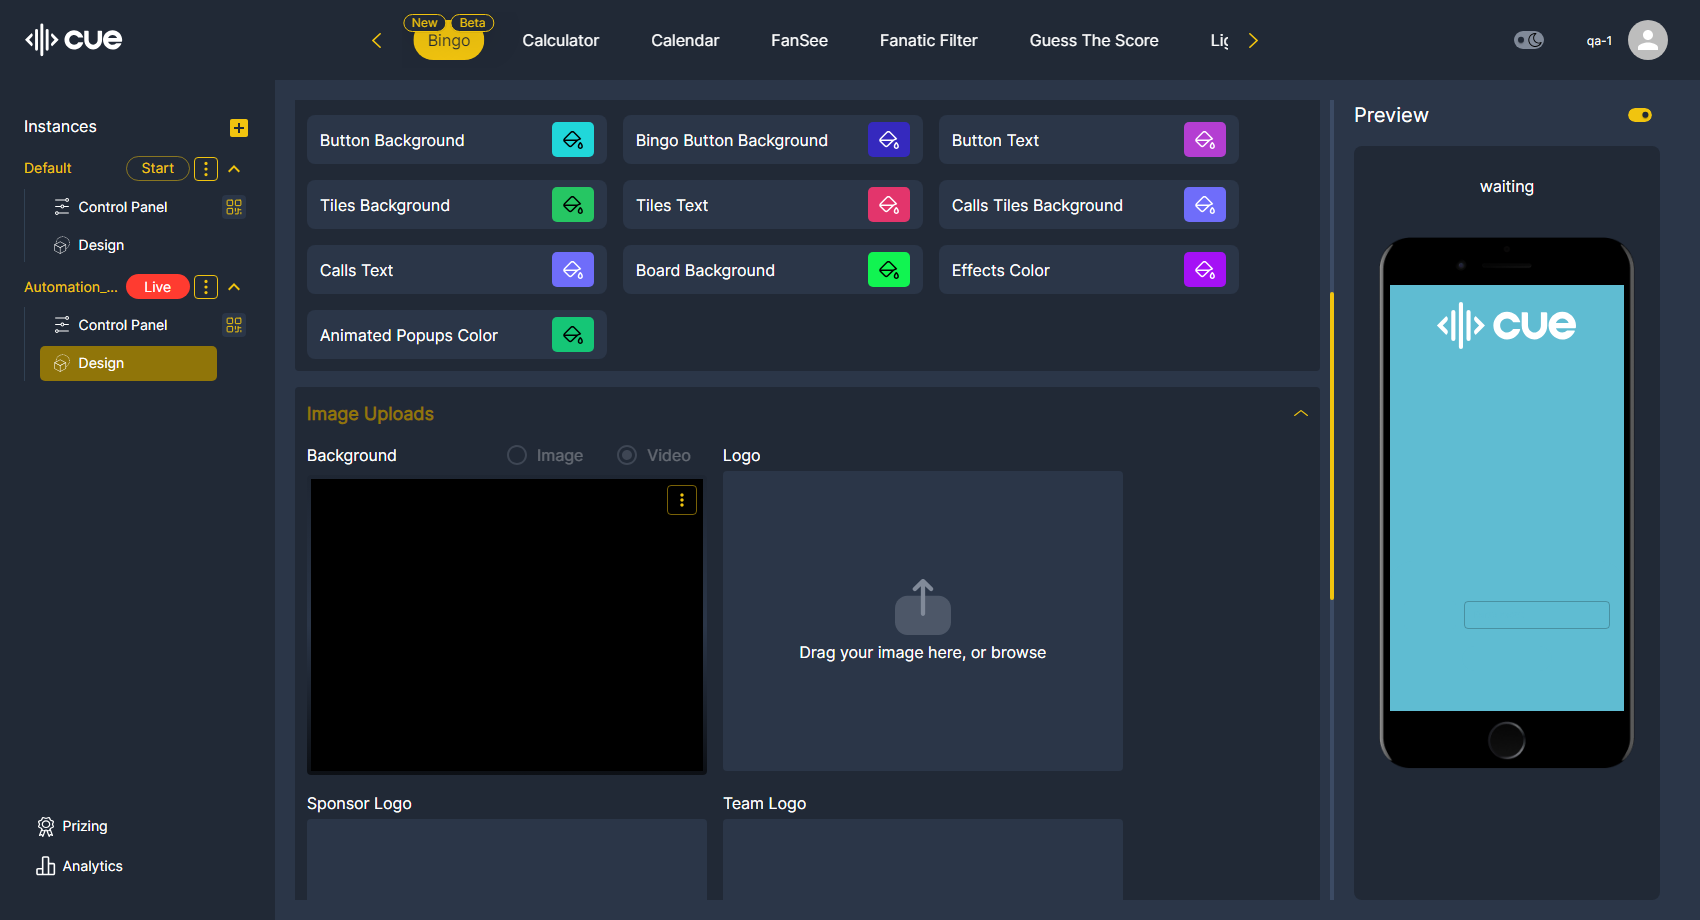 cue
New Beta
Bingo
Calculator
Calendar
FanSee
Fanatic Filter
Guess The Score
qa-1
Instances
Default
Start
Control Panel
Design
Automation_...
Live
Control Panel
Design
Prizing
Analytics
Button Background
Bingo Button Background
Button Text
Tiles Background
Tiles Text
Calls Tiles Background
Calls Text
Board Background
Effects Color
Animated Popups Color
Image Uploads
Background
Image
Video
Logo
Drag your image here, or browse
Sponsor Logo
Team Logo
Preview
waiting
cue